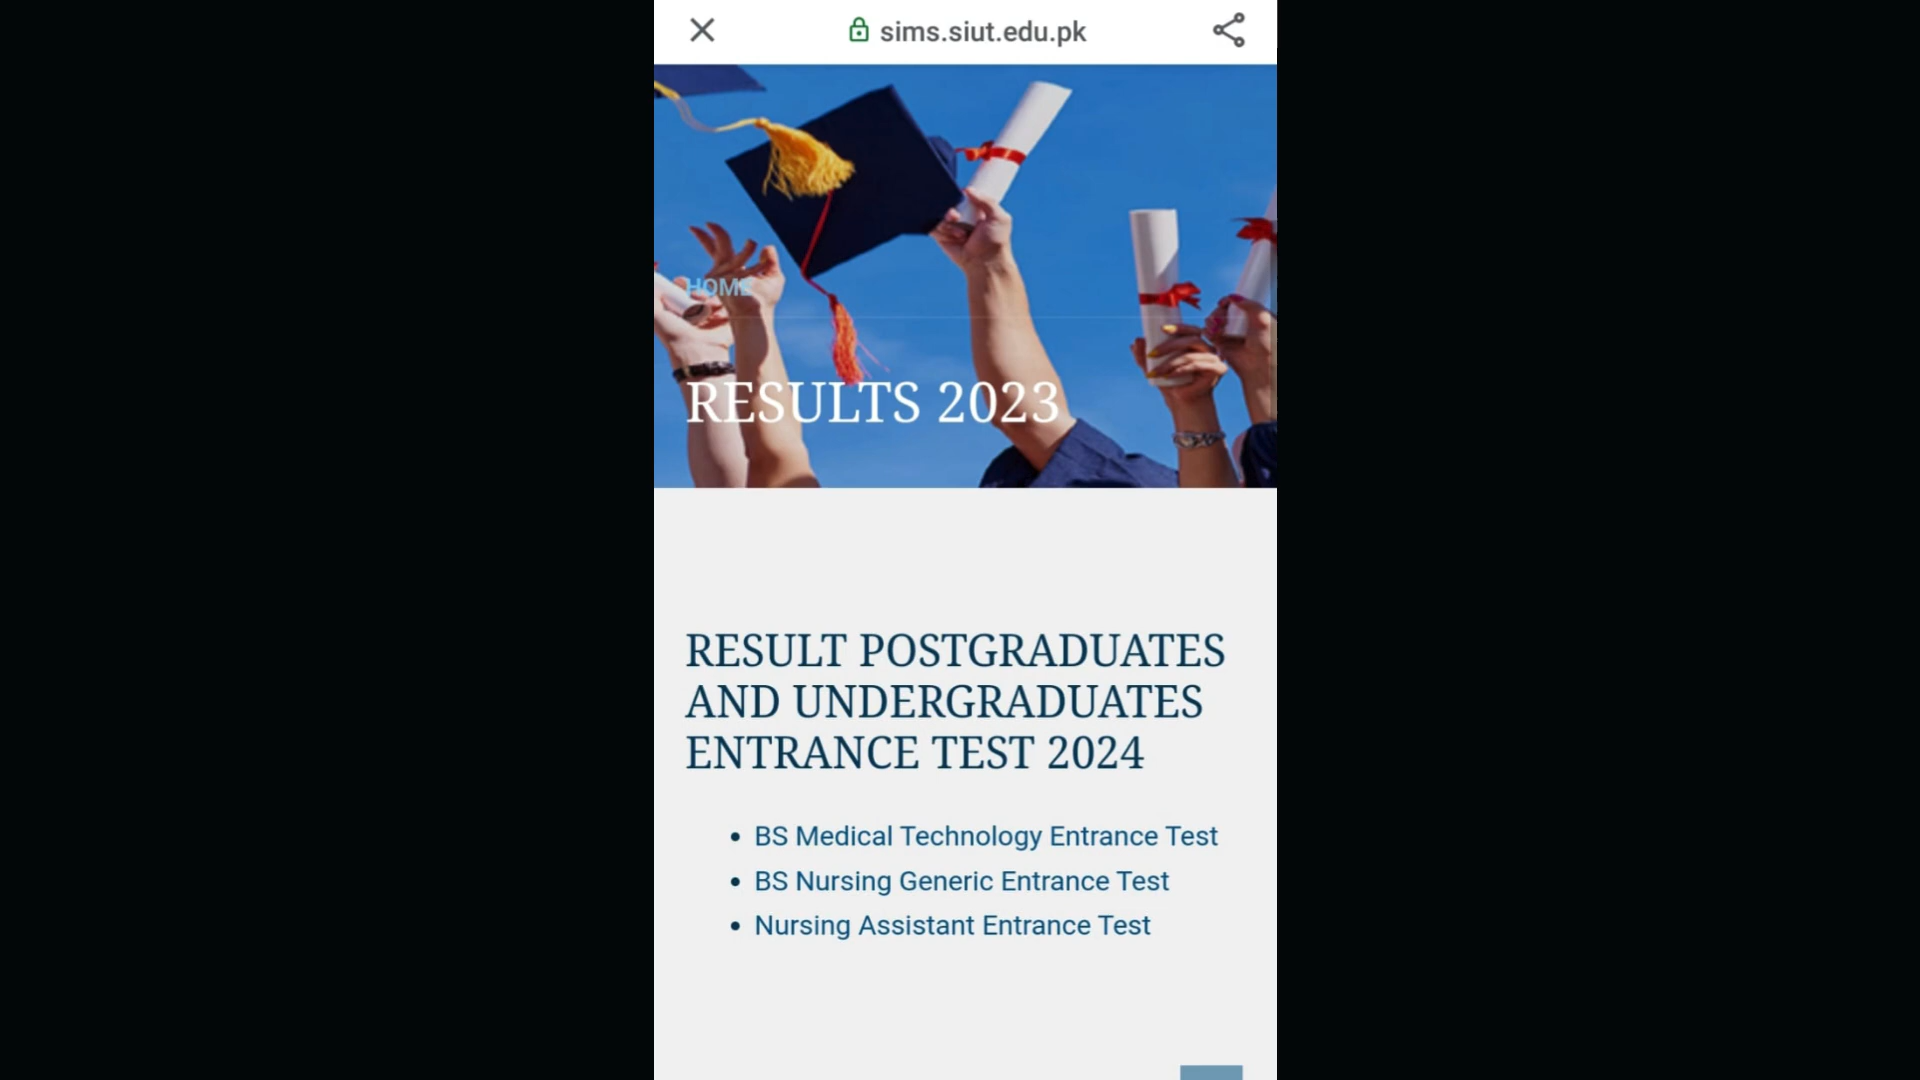 sims.siut.edu.pk
HOME
RESULTS 2023
RESULT POSTGRADUATES
AND UNDERGRADUATES
ENTRANCE TEST 2024
BS Medical Technology Entrance Test
BS Nursing Generic Entrance Test
Nursing Assistant Entrance Test